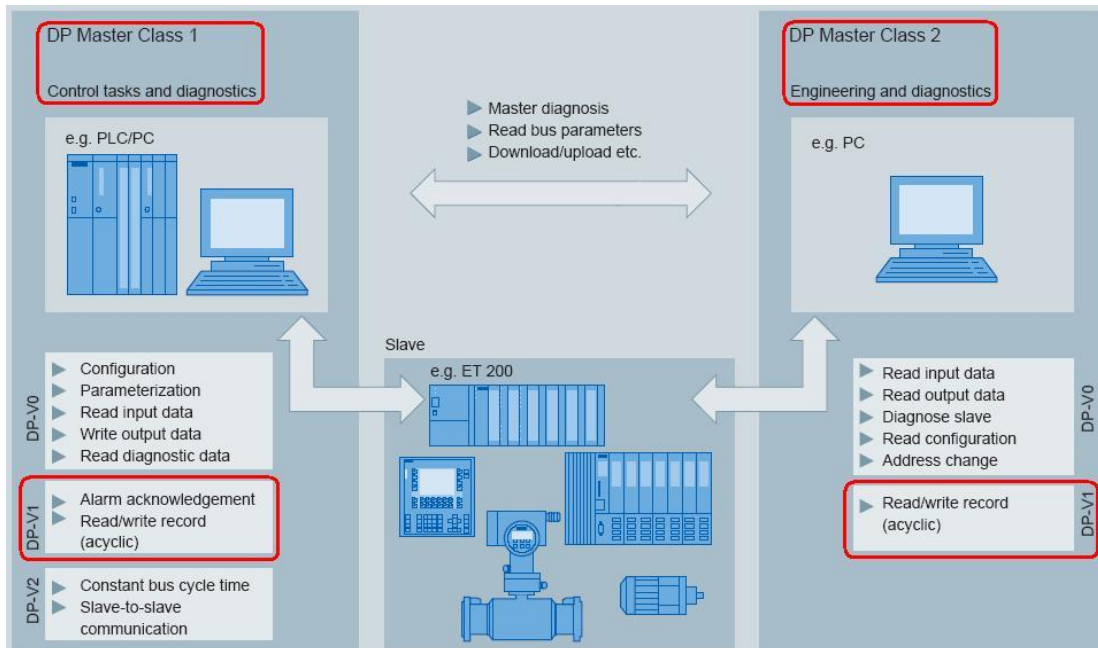 DP Master Class 1
Control tasks and diagnostics
e.g. PLC/PC
Master diagnosis
Read bus parameters
Download/upload etc.
DP Master Class 2
Engineering and diagnostics
e.g. PC
DP-V0
Configuration
Parameterization
Read input data
Write output data
Read diagnostic data
DP-V1
Alarm acknowledgement
Read/write record
(acyclic)
DP-V2
Constant bus cycle time
Slave-to-slave
communication
Slave
e.g. ET 200
Read input data
Read output data
Diagnose slave
Read configuration
Address change
DP-V0
Read/write record
(acyclic)
DP-V1